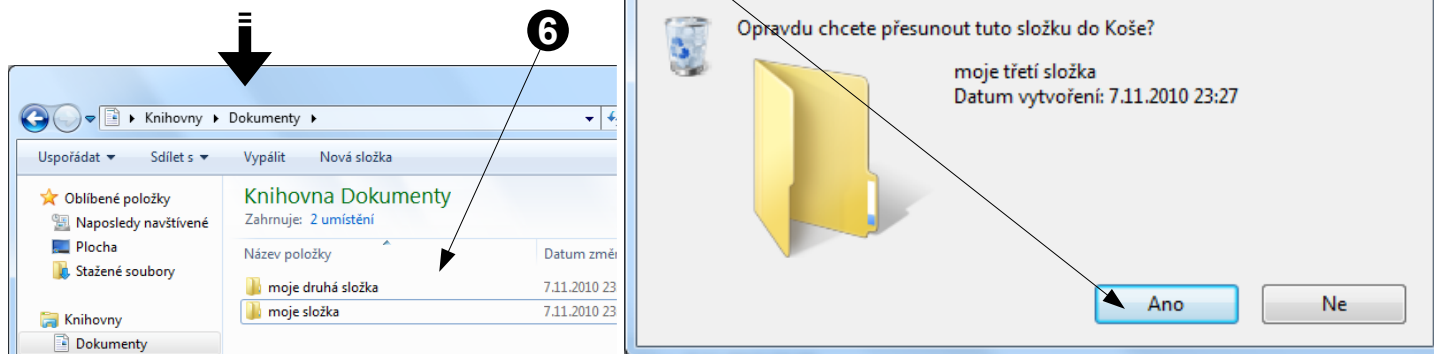 6
Knihovny
Dokumenty
Uspořádat
Sdílet s
Vypálit
Nová složka
Oblíbené položky
Naposledy navštívené
Plocha
Stažené soubory
Knihovny
Dokumenty
Knihovna Dokumenty
Zahrnuje: 2 umístění
Název položky
Datum změn
moje druhá složka
7.11.2010 23
moje složka
7.11.2010 23
Opravdu chcete přesunout tuto složku do Koše?
moje třetí složka
Datum vytvoření: 7.11.2010 23:27
Ano
Ne